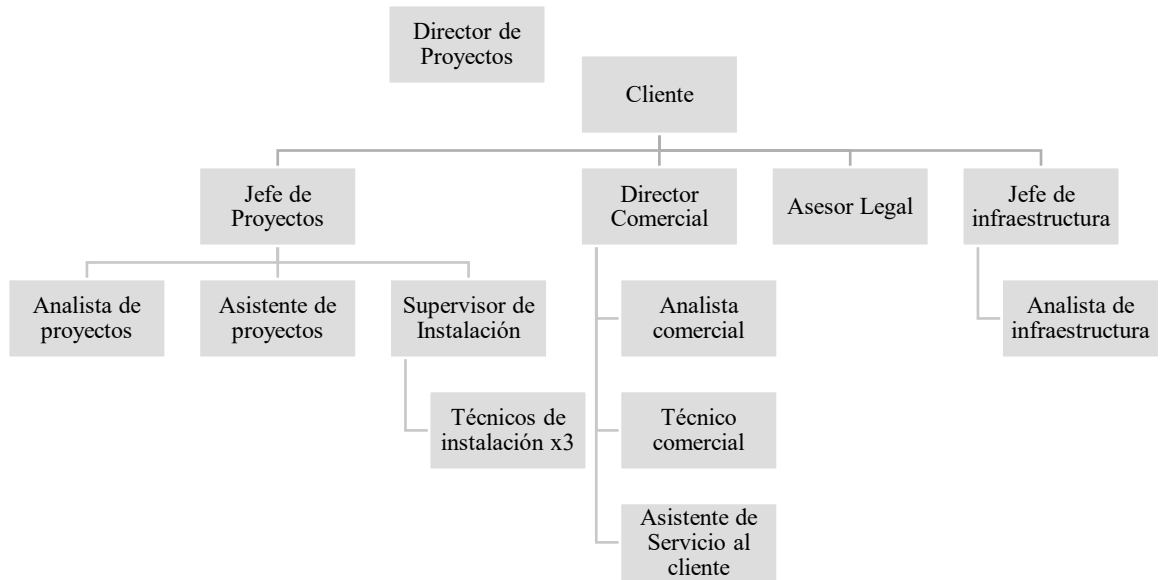 Director de
Proyectos
Cliente
Jefe de
Proyectos
Director
Comercial
Asesor Legal
Jefe de
infraestructura
Analista de
proyectos
Asistente de
proyectos
Supervisor de
Instalación
Analista
comercial
Analista de
infraestructura
Técnicos de
instalación x3
Técnico
comercial
Asistente de
Servicio al
cliente